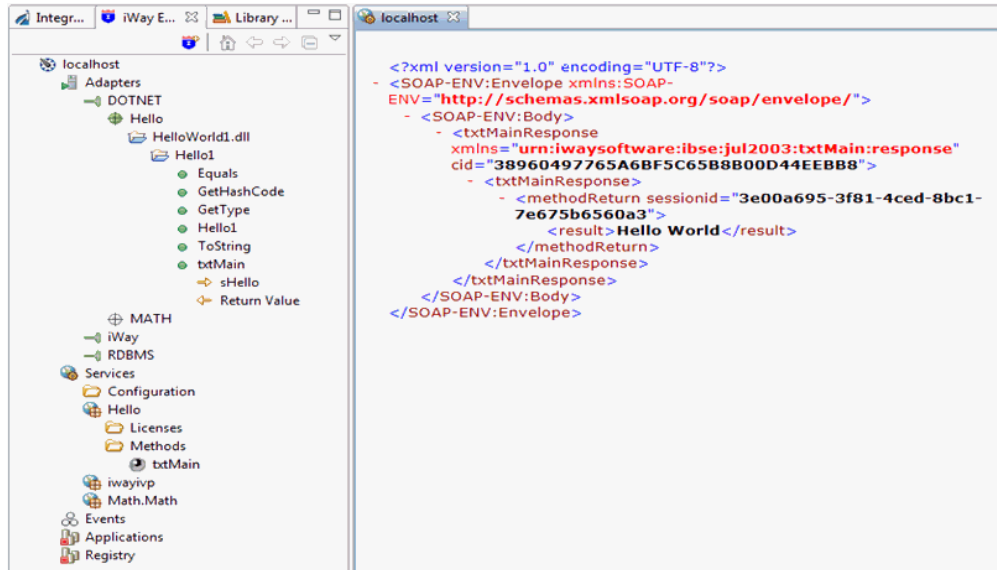 Integr...
iWay E...
Library ...
localhost
Adapters
DOTNET
Hello
HelloWorld1.dll
Hello1
Equals
GetHashCode
GetType
Hello1
ToString
txtMain
sHello
Return Value
MATH
iWay
RDBMS
Services
Configuration
Hello
Licenses
Methods
txtMain
iwayivp
Math.Math
Events
Applications
Registry
localhost
<?xml version="1.0" encoding="UTF-8"?>
- <SOAP-ENV:Envelope xmlns:SOAP-
ENV="http://schemas.xmlsoap.org/soap/envelope/">
- <SOAP-ENV:Body>
- <txtMainResponse
xmlns="urn:iwaysoftware:ibse:jul2003:txtMain:response"
cid="38960497765A6BF5C65B8B00D44EEBB8">
- <txtMainResponse>
- <methodReturn sessionid="3e00a695-3f81-4ced-8bc1-
7e675b6560a3">
<result>Hello World</result>
</methodReturn>
</txtMainResponse>
</txtMainResponse>
</SOAP-ENV:Body>
</SOAP-ENV:Envelope>